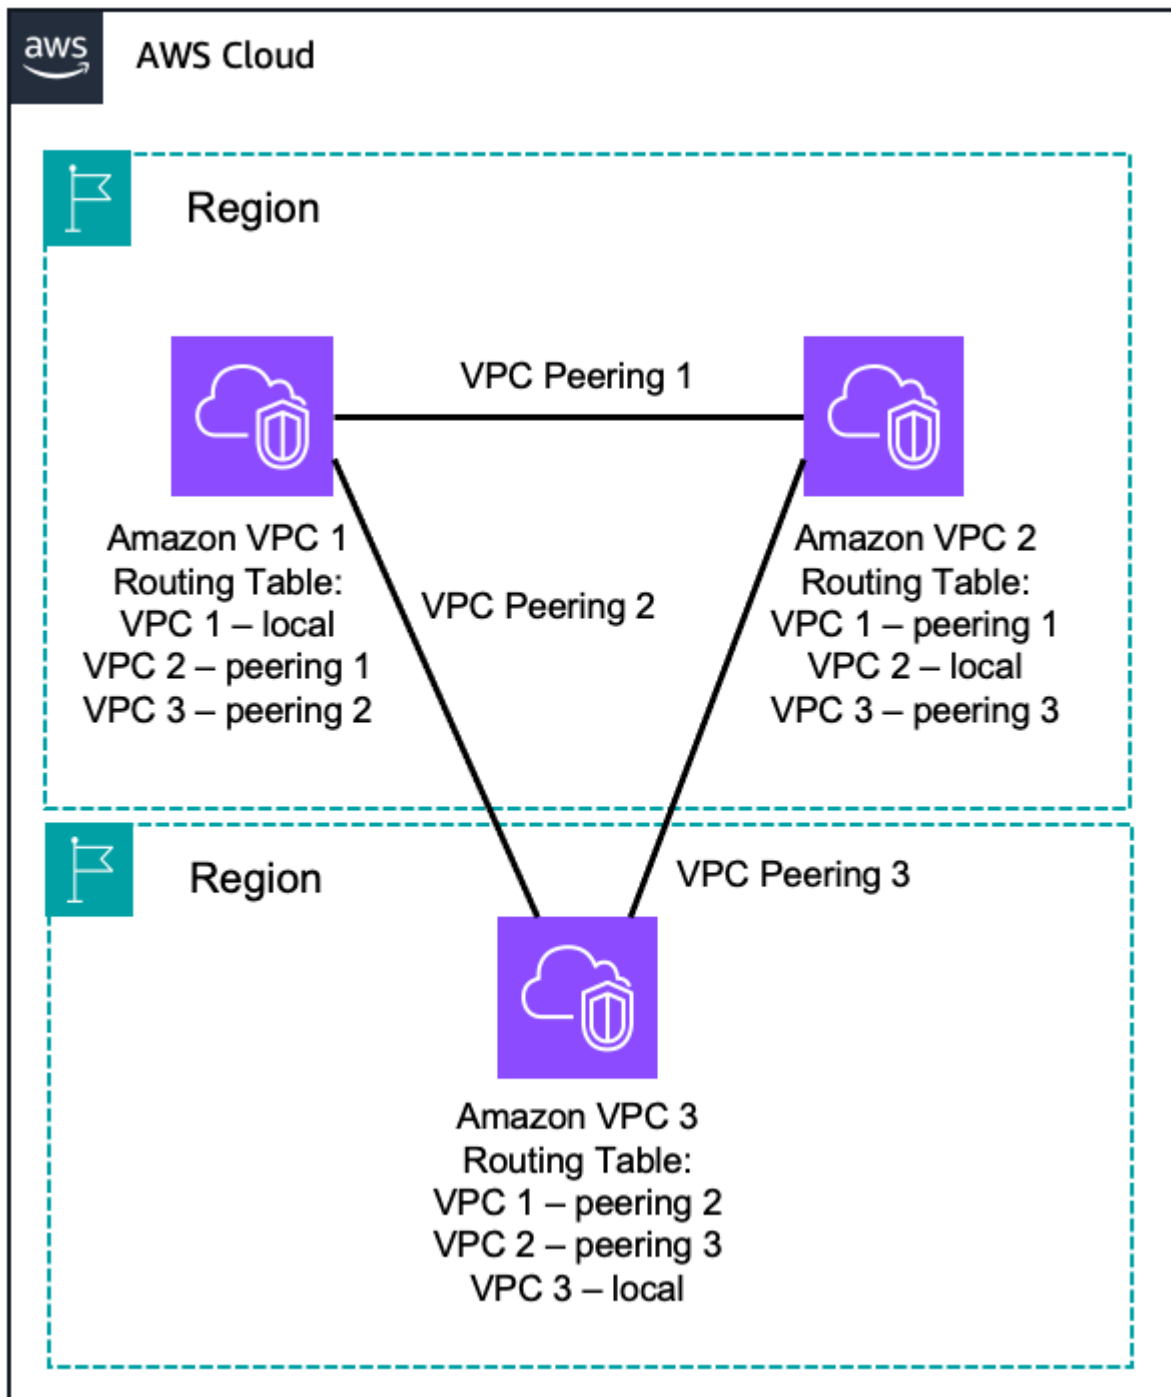 aws
AWS Cloud
Region
VPC Peering 1
Amazon VPC 1
Routing Table:
VPC 1 – local
VPC 2 – peering 1
VPC 3 – peering 2
VPC Peering 2
Amazon VPC 2
Routing Table:
VPC 1 – peering 1
VPC 2 – local
VPC 3 – peering 3
Region
VPC Peering 3
Amazon VPC 3
Routing Table:
VPC 1 – peering 2
VPC 2 – peering 3
VPC 3 – local